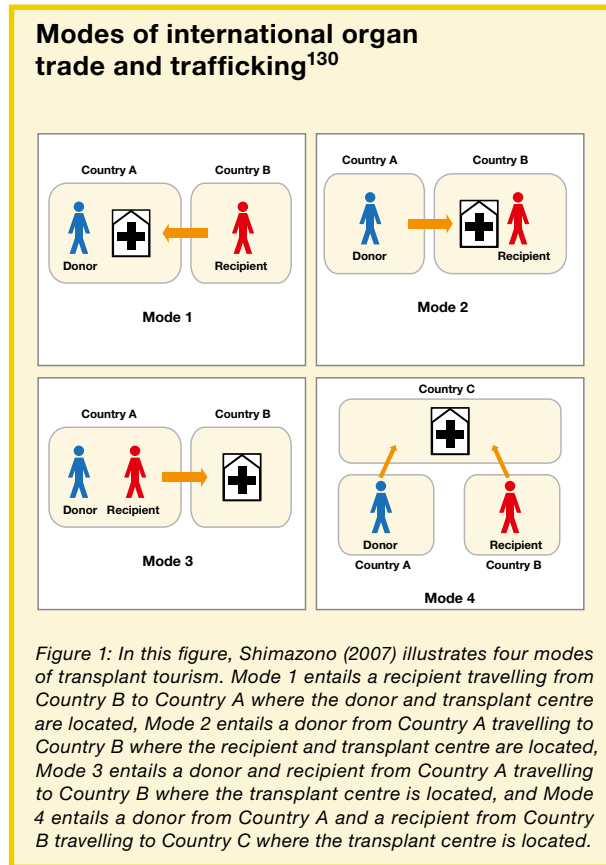 Modes of international organ
trade and trafficking130
Country A
Country B
Donor
Recipient
Mode 1
Country A
Country B
Donor
Recipient
Mode 2
Country A
Country B
Donor
Recipient
Mode 3
Country C
Donor
Recipient
Country A
Country B
Mode 4
Figure 1: In this figure, Shimazono (2007) illustrates four modes
of transplant tourism. Mode 1 entails a recipient travelling from
Country B to Country A where the donor and transplant centre
are located, Mode 2 entails a donor from Country A travelling to
Country B where the recipient and transplant centre are located,
Mode 3 entails a donor and recipient from Country A travelling
to Country B where the transplant centre is located, and Mode
4 entails a donor from Country A and a recipient from Country
B travelling to Country C where the transplant centre is located.